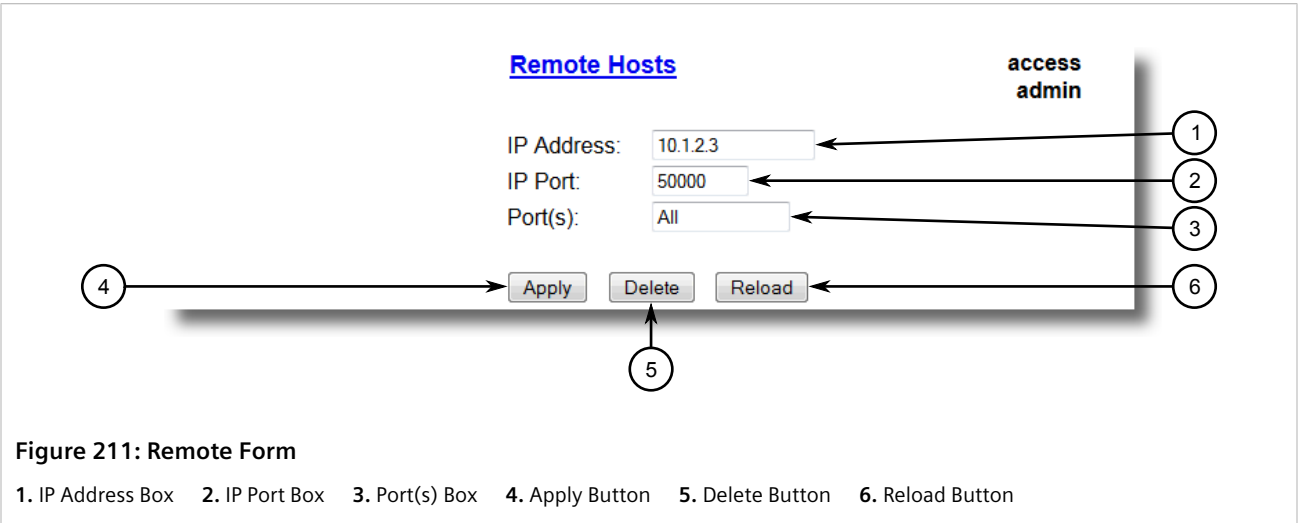 Remote Hosts
access
admin
IP Address: 10.1.2.3
1
IP Port: 50000
2
Port(s): All
3
4
Apply Delete Reload
6
5
Figure 211: Remote Form
1. IP Address Box 2. IP Port Box 3. Port(s) Box 4. Apply Button 5. Delete Button 6. Reload Button